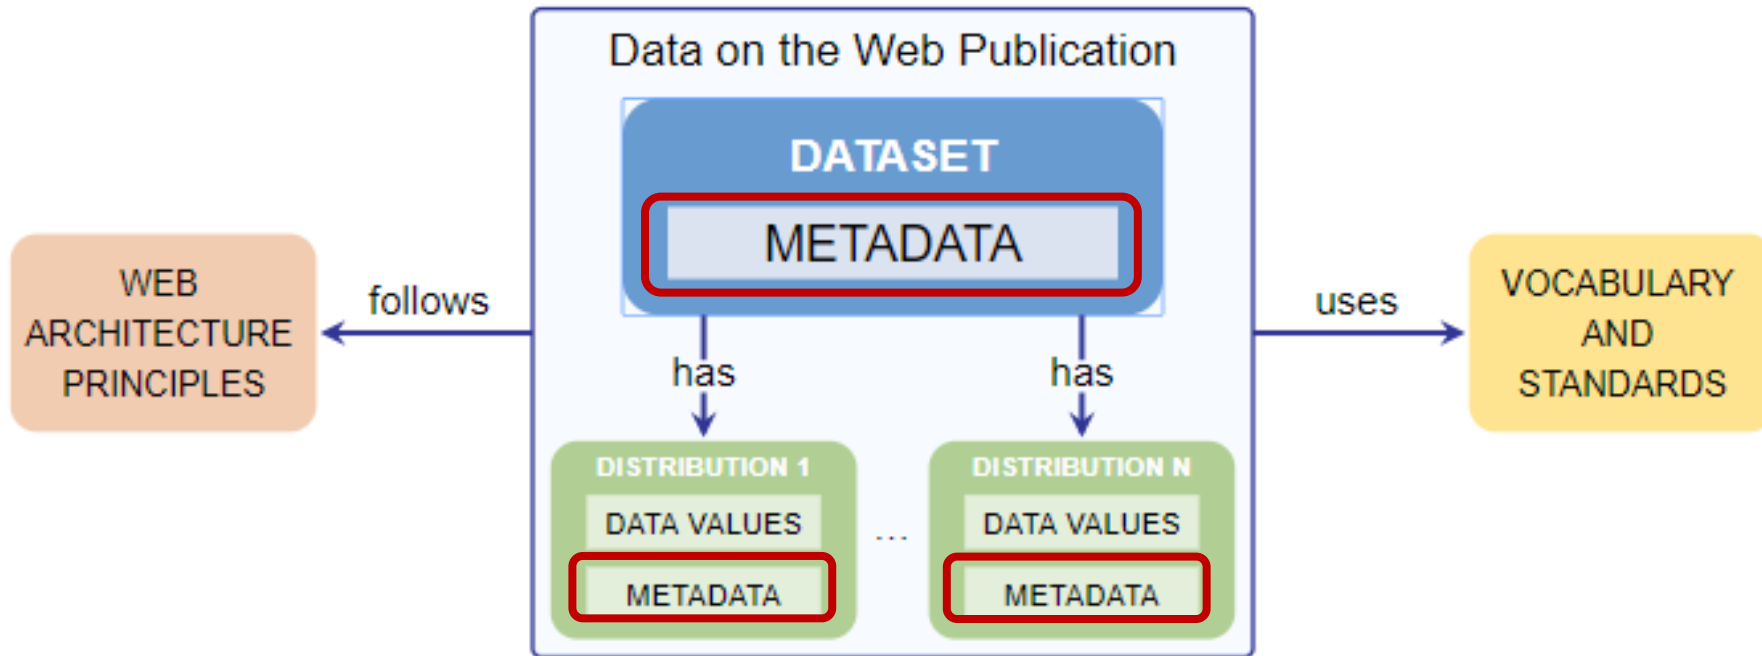 Data on the Web Publication
DATASET
METADATA
WEB
ARCHITECTURE
PRINCIPLES
follows
uses
VOCABULARY
AND
STANDARDS
has
has
DISTRIBUTION 1
DATA VALUES
METADATA
...
DISTRIBUTION N
DATA VALUES
METADATA